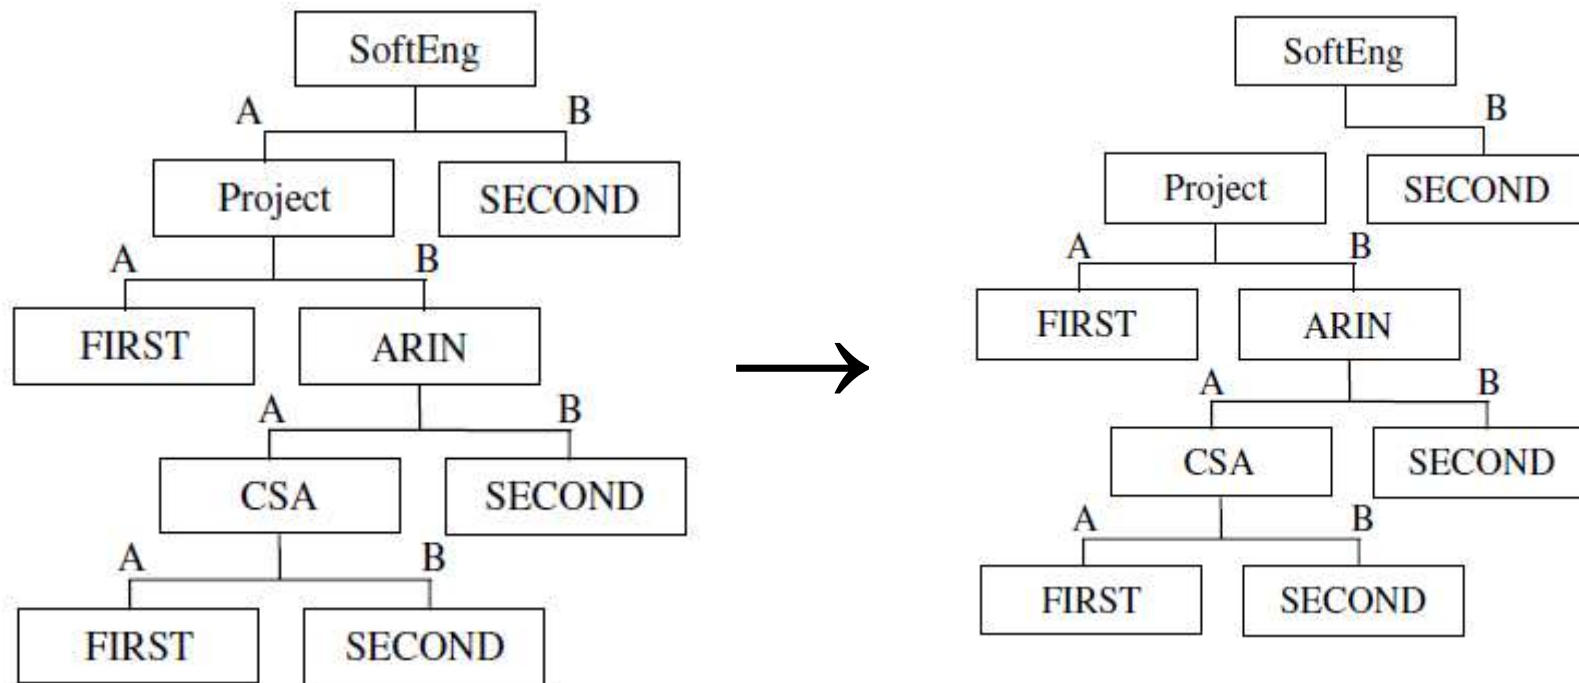 SoftEng
A B
Project SECOND
A B
FIRST ARIN
A B
CSA SECOND
A B
FIRST SECOND
SoftEng
B
Project SECOND
A B
FIRST ARIN
A B
CSA SECOND
A B
FIRST SECOND